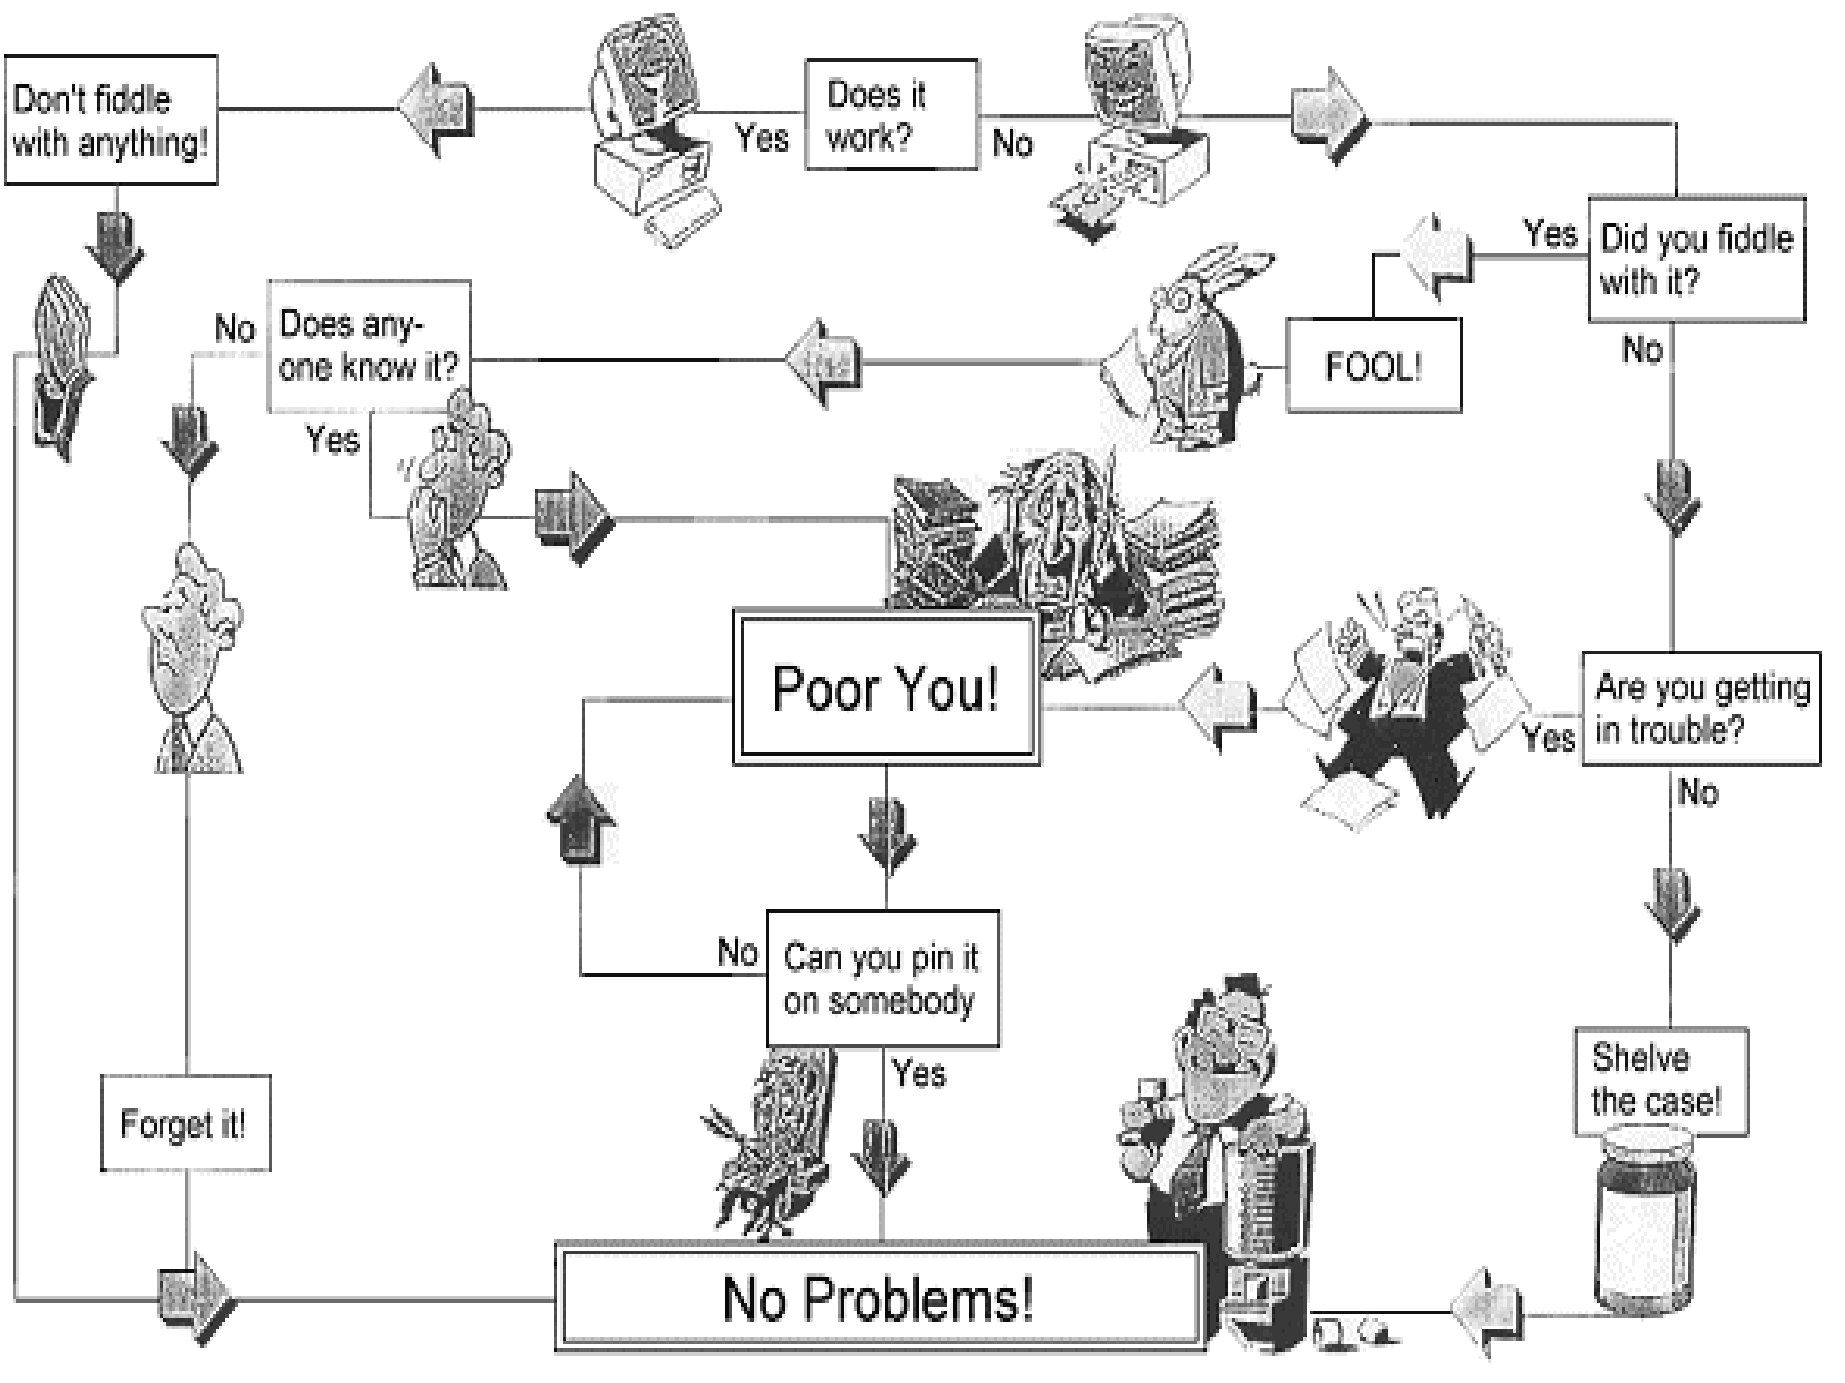 Does it
work?
Yes
No
Don't fiddle
with anything!
Did you fiddle
with it?
Yes
No
FOOL!
Does any-
one know it?
No
Yes
Poor You!
Are you getting
in trouble?
Yes
No
Can you pin it
on somebody
No
Yes
Shelve
the case!
Forget it!
No Problems!